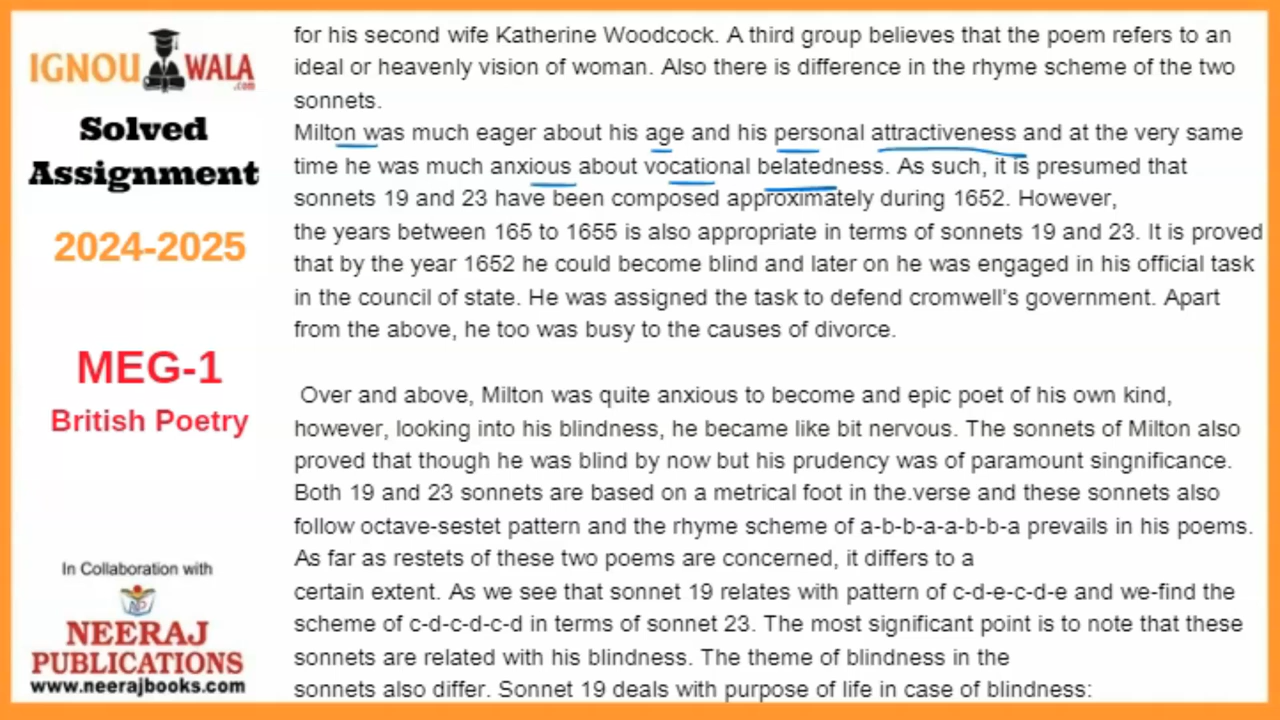 IGNOU WALA
.com
Solved
Assignment
2024-2025
MEG-1
British Poetry
In Collaboration with
NEERAJ
PUBLICATIONS
www.neerajbooks.com
for his second wife Katherine Woodcock. A third group believes that the poem refers to an
ideal or heavenly vision of woman. Also there is difference in the rhyme scheme of the two
sonnets.
Milton was much eager about his age and his personal attractiveness and at the very same
time he was much anxious about vocational belatedness. As such, it is presumed that
sonnets 19 and 23 have been composed approximately during 1652. However,
the years between 165 to 1655 is also appropriate in terms of sonnets 19 and 23. It is proved
that by the year 1652 he could become blind and later on he was engaged in his official task
in the council of state. He was assigned the task to defend cromwell's government. Apart
from the above, he too was busy to the causes of divorce.
Over and above, Milton was quite anxious to become and epic poet of his own kind,
however, looking into his blindness, he became like bit nervous. The sonnets of Milton also
proved that though he was blind by now but his prudency was of paramount singnificance.
Both 19 and 23 sonnets are based on a metrical foot in the.verse and these sonnets also
follow octave-sestet pattern and the rhyme scheme of a-b-b-a-a-b-b-a prevails in his poems.
As far as restets of these two poems are concerned, it differs to a
certain extent. As we see that sonnet 19 relates with pattern of c-d-e-c-d-e and we-find the
scheme of c-d-c-d-c-d in terms of sonnet 23. The most significant point is to note that these
sonnets are related with his blindness. The theme of blindness in the
sonnets also differ. Sonnet 19 deals with purpose of life in case of blindness: